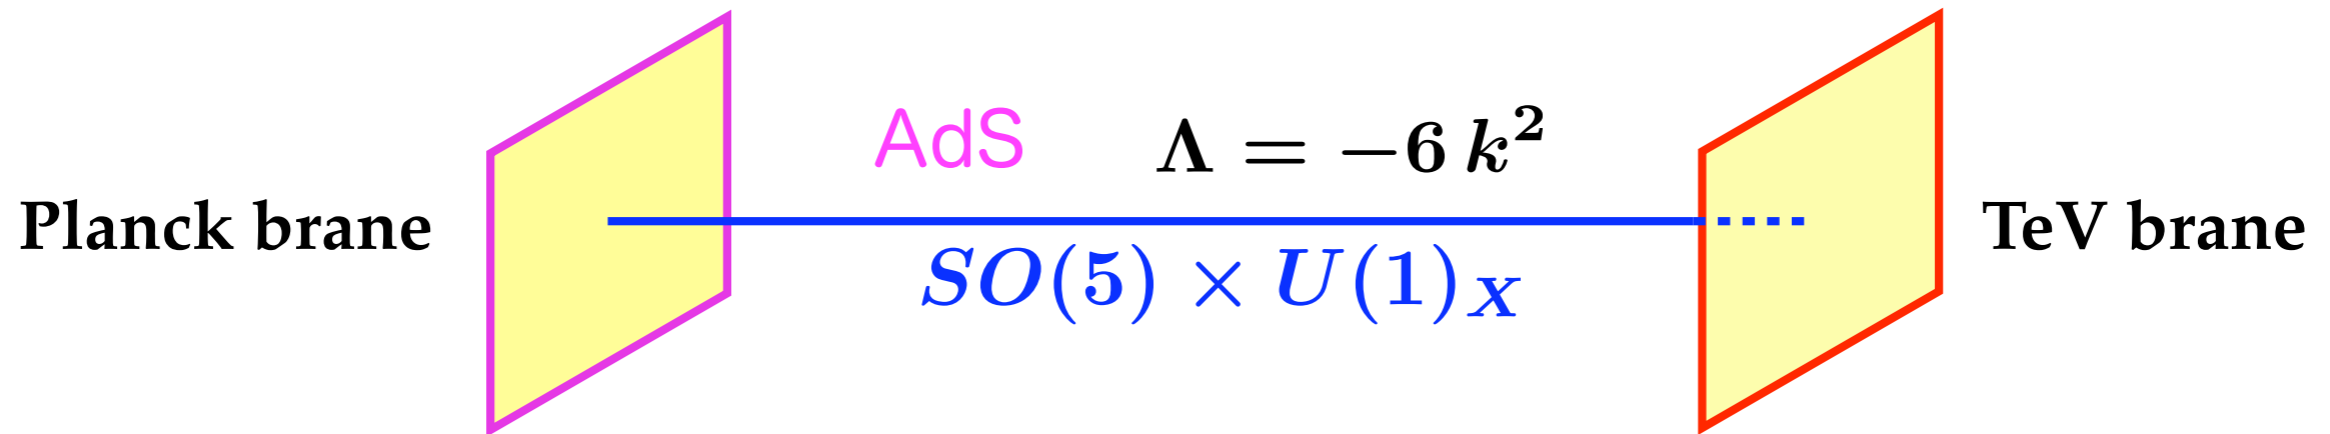 AdS Λ = −6 k²
Planck brane
TeV brane
SO(5) × U(1)_X